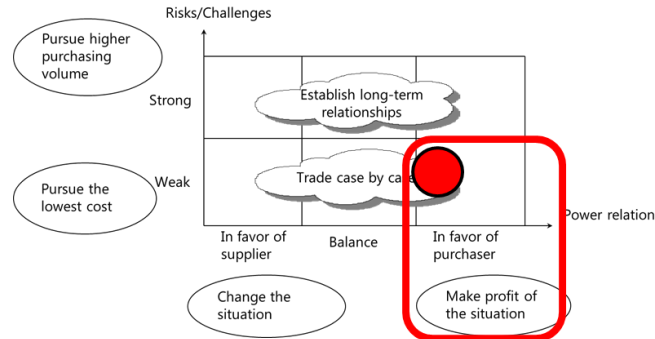 Risks/Challenges
Pursue higher
purchasing
volume
Strong
Establish long-term
relationships
Pursue the
lowest cost
Weak
Trade case by case
Power relation
In favor of
supplier
Balance
In favor of
purchaser
Change the
situation
Make profit of
the situation